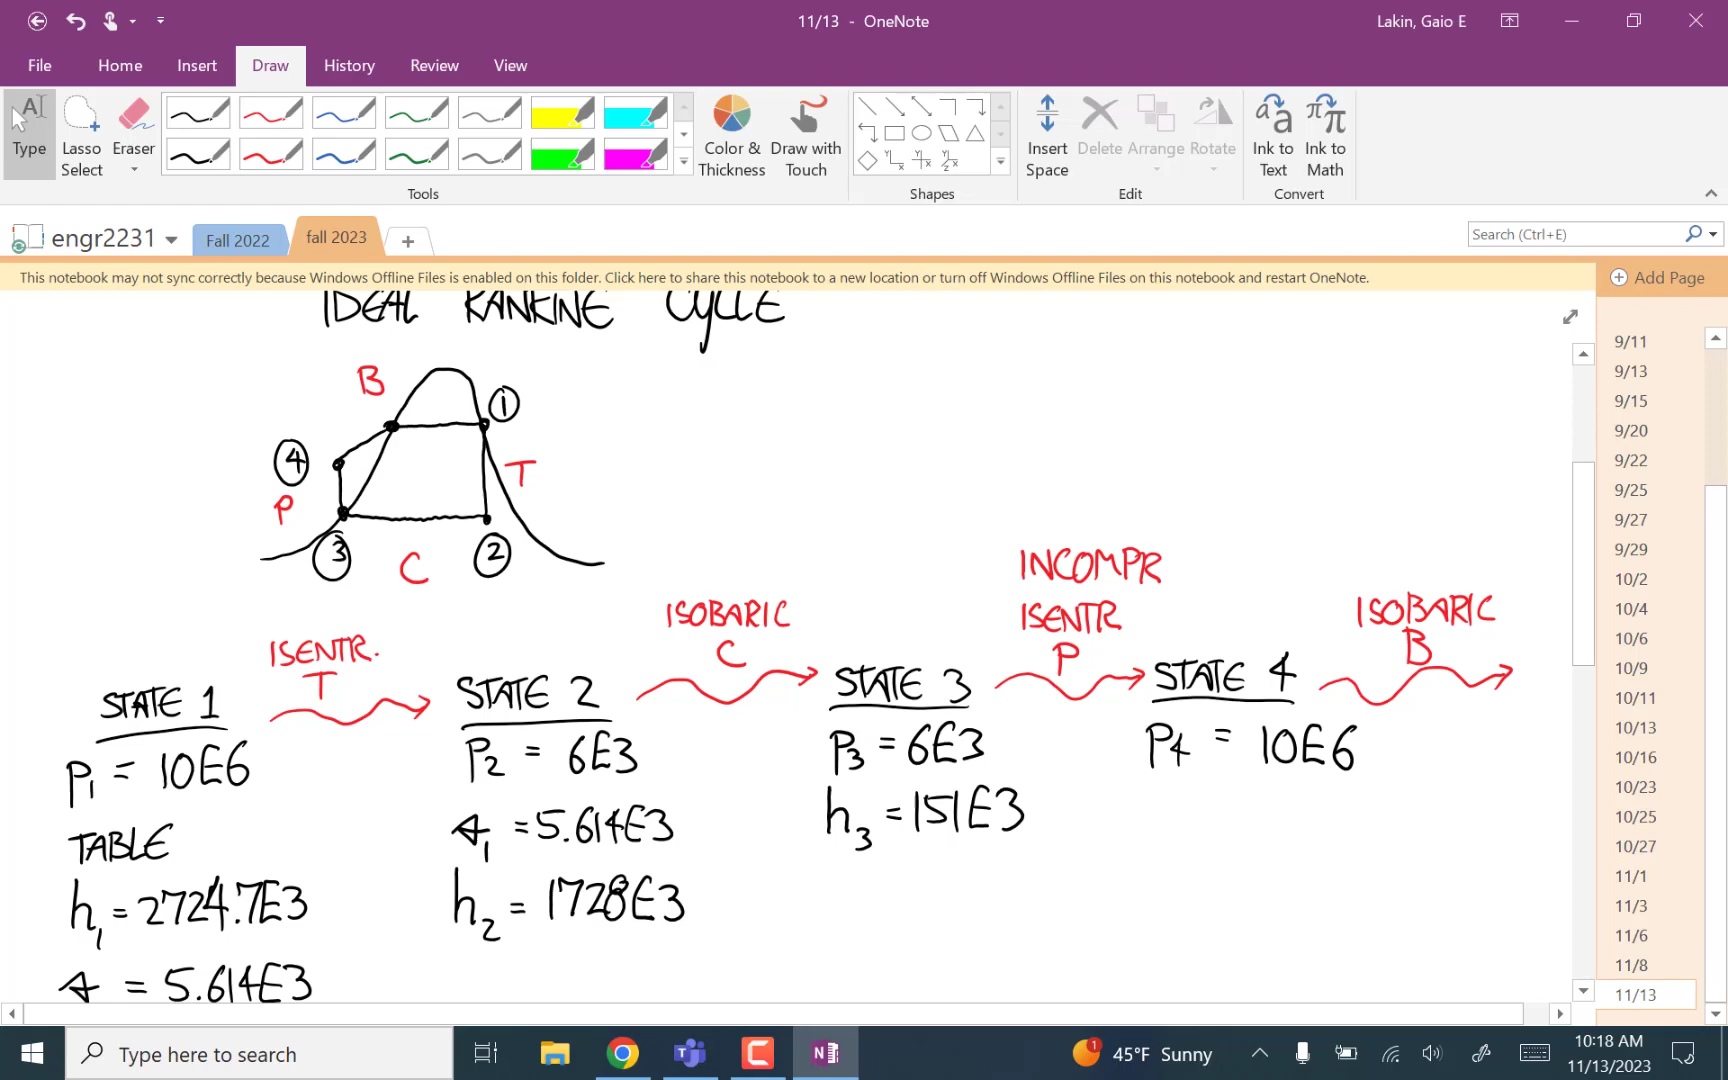 11/13 - OneNote
Lakin, Gaio E
File Home Insert Draw History Review View
Type
Lasso Select
Eraser
Color & Thickness
Draw with Touch
Insert Space
Delete Arrange Rotate
Ink to Text
Ink to Math
Tools Shapes Edit Convert
engr2231 Fall 2022 fall 2023
Search (Ctrl+E)
This notebook may not sync correctly because Windows Offline Files is enabled on this folder. Click here to share this notebook to a new location or turn off Windows Offline Files on this notebook and restart OneNote.
Add Page
IDEAL RANKINE CYCLE
B
1
4
T
P
3
C
2
ISENTR.
T
ISOBARIC
C
INCOMPR
ISENTR
P
ISOBARIC
B
STATE 1
P1 = 10E6
TABLE
h1 = 2724.7E3
s = 5.614E3
STATE 2
P2 = 6E3
s1 = 5.614E3
h2 = 1728E3
STATE 3
P3 = 6E3
h3 = 151E3
STATE 4
P4 = 10E6
9/11
9/13
9/15
9/20
9/22
9/25
9/27
9/29
10/2
10/4
10/6
10/9
10/11
10/13
10/16
10/23
10/25
10/27
11/1
11/3
11/6
11/8
11/13
Type here to search
45°F Sunny
10:18 AM
11/13/2023